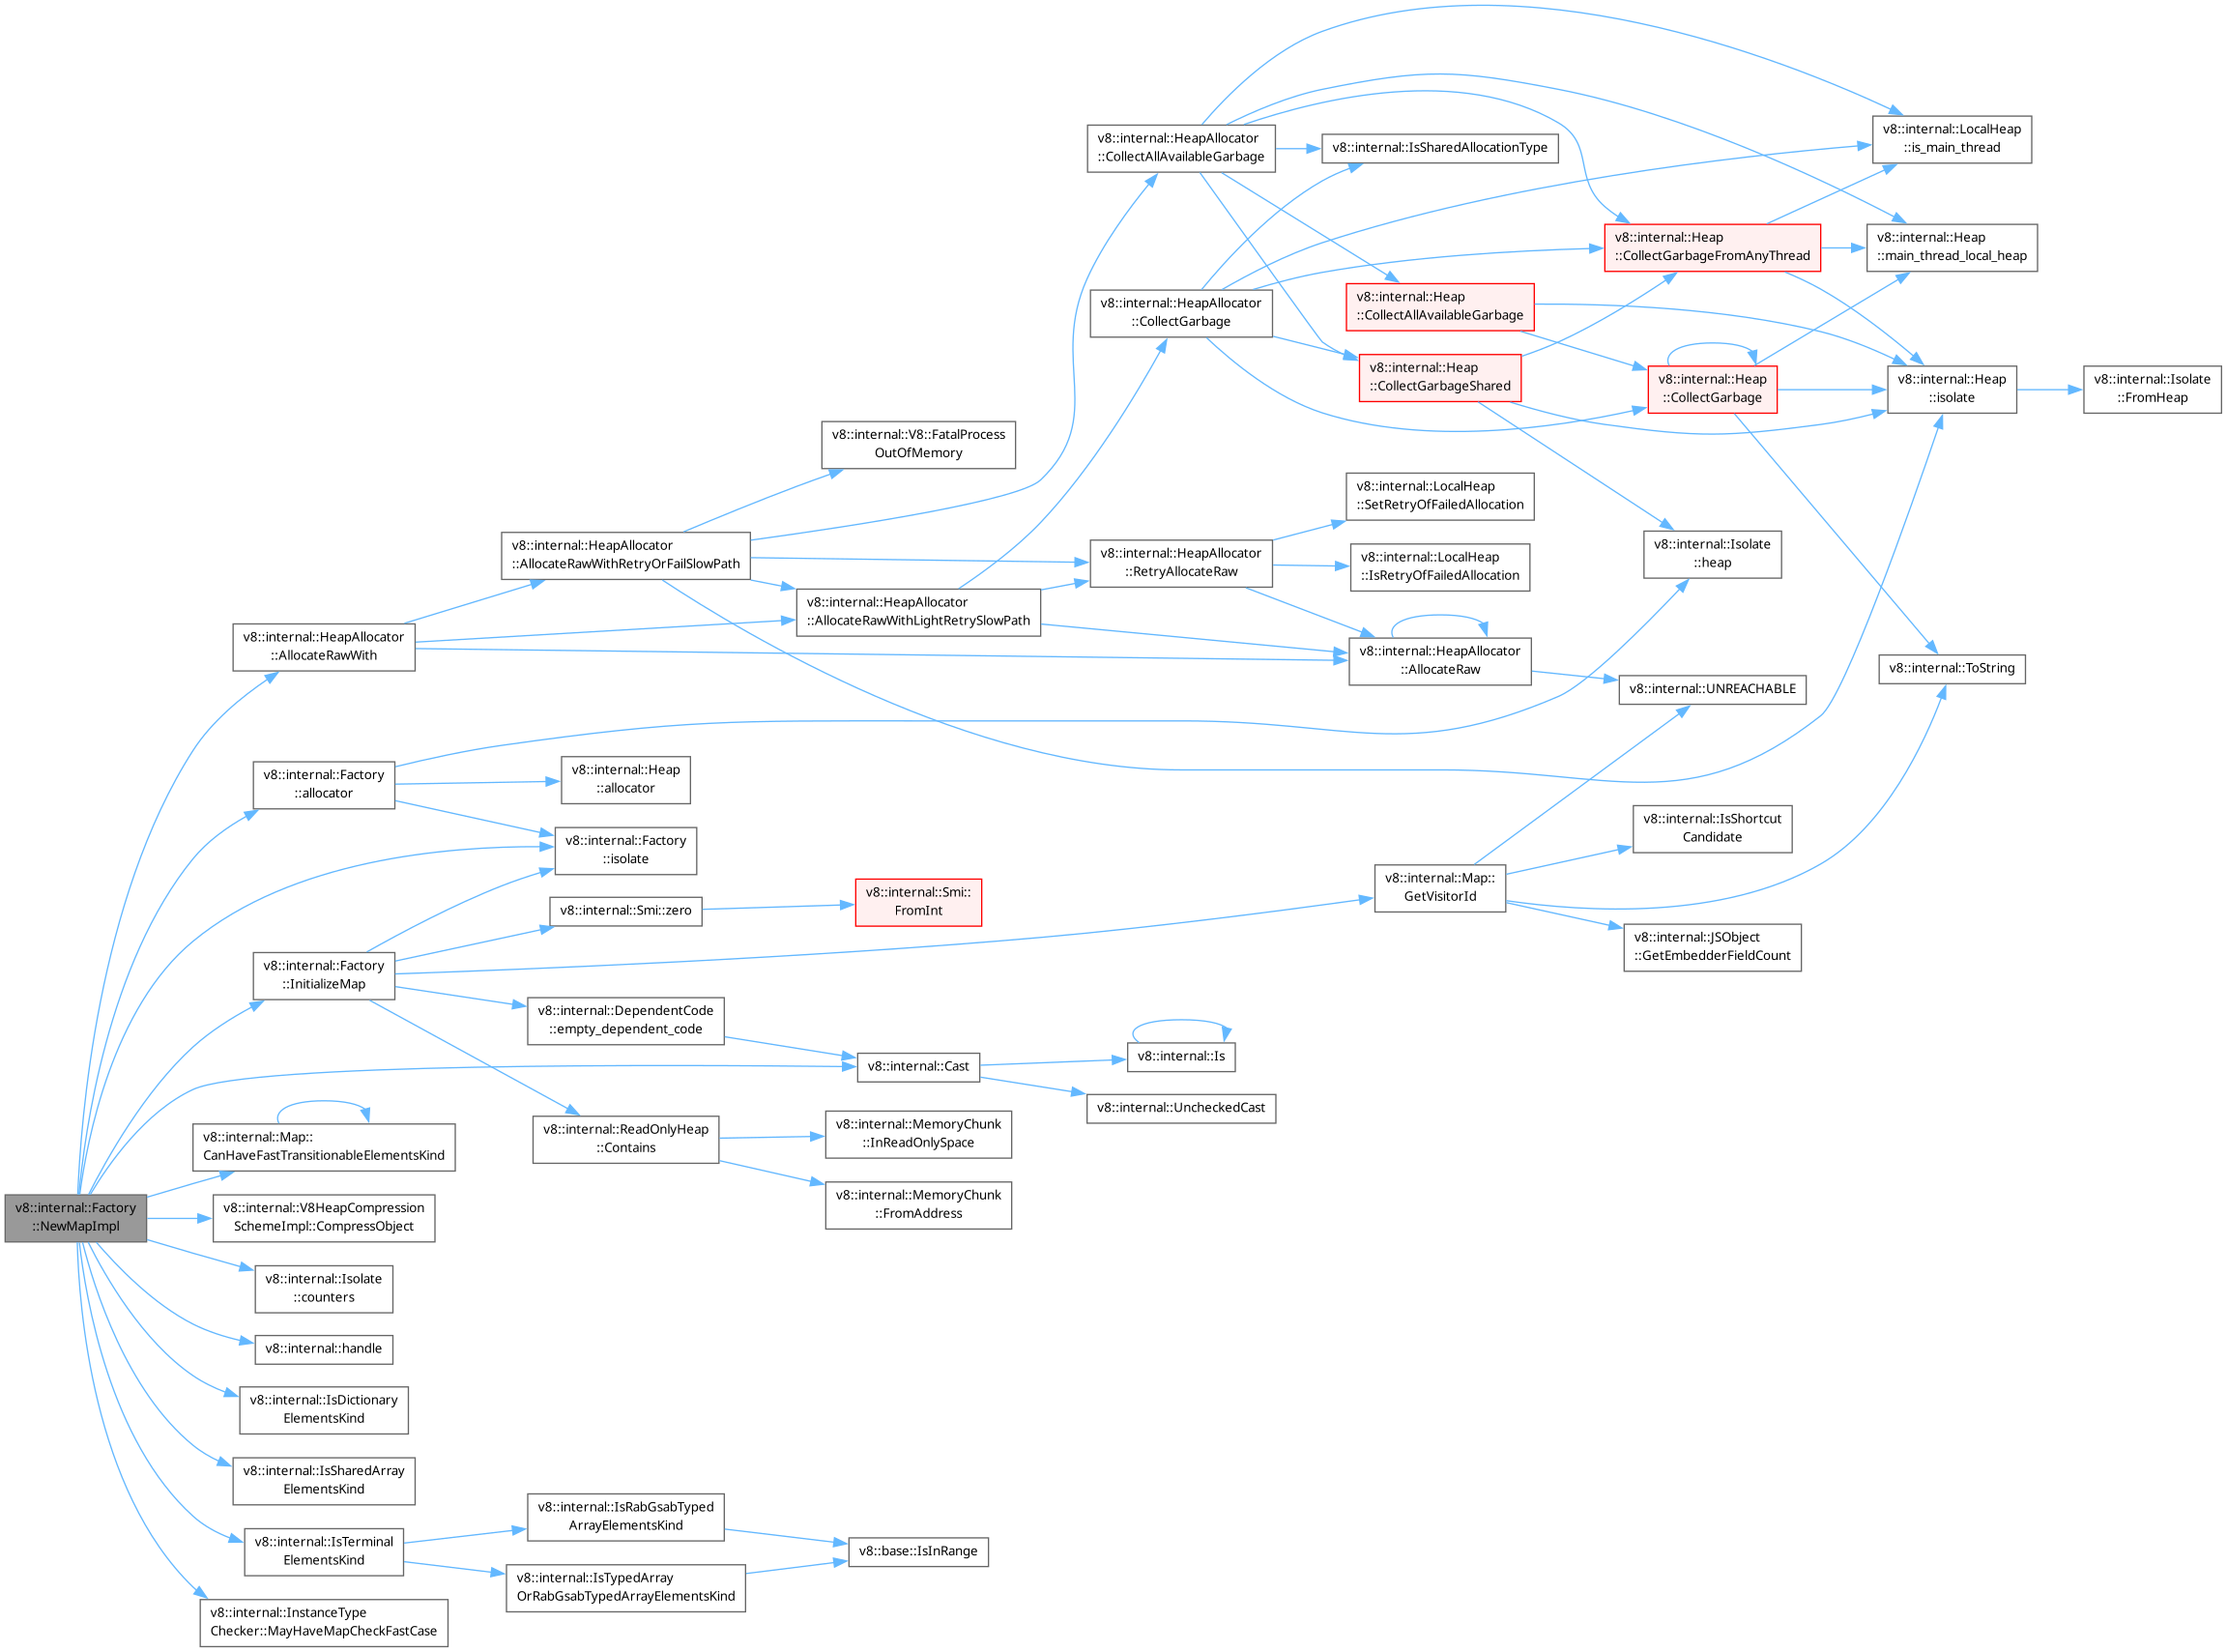 v8::internal::Factory
::NewMapImpl
v8::internal::HeapAllocator
::AllocateRawWith
v8::internal::HeapAllocator
::AllocateRawWithRetryOrFailSlowPath
v8::internal::V8::FatalProcess
OutOfMemory
v8::internal::HeapAllocator
::AllocateRawWithLightRetrySlowPath
v8::internal::HeapAllocator
::CollectAllAvailableGarbage
v8::internal::HeapAllocator
::CollectGarbage
v8::internal::HeapAllocator
::RetryAllocateRaw
v8::internal::IsSharedAllocationType
v8::internal::Heap
::CollectAllAvailableGarbage
v8::internal::Heap
::CollectGarbageShared
v8::internal::LocalHeap
::SetRetryOfFailedAllocation
v8::internal::LocalHeap
::IsRetryOfFailedAllocation
v8::internal::HeapAllocator
::AllocateRaw
v8::internal::Heap
::CollectGarbageFromAnyThread
v8::internal::Heap
::CollectGarbage
v8::internal::Isolate
::heap
v8::internal::UNREACHABLE
v8::internal::LocalHeap
::is_main_thread
v8::internal::Heap
::main_thread_local_heap
v8::internal::Heap
::isolate
v8::internal::Isolate
::FromHeap
v8::internal::ToString
v8::internal::Factory
::allocator
v8::internal::Heap
::allocator
v8::internal::Factory
::isolate
v8::internal::Factory
::InitializeMap
v8::internal::Smi::zero
v8::internal::Smi::
FromInt
v8::internal::Map::
GetVisitorId
v8::internal::IsShortcut
Candidate
v8::internal::JSObject
::GetEmbedderFieldCount
v8::internal::DependentCode
::empty_dependent_code
v8::internal::Cast
v8::internal::Is
v8::internal::UncheckedCast
v8::internal::ReadOnlyHeap
::Contains
v8::internal::MemoryChunk
::InReadOnlySpace
v8::internal::MemoryChunk
::FromAddress
v8::internal::Map::
CanHaveFastTransitionableElementsKind
v8::internal::V8HeapCompression
SchemeImpl::CompressObject
v8::internal::Isolate
::counters
v8::internal::handle
v8::internal::IsDictionary
ElementsKind
v8::internal::IsSharedArray
ElementsKind
v8::internal::IsTerminal
ElementsKind
v8::internal::IsRabGsabTyped
ArrayElementsKind
v8::internal::IsTypedArray
OrRabGsabTypedArrayElementsKind
v8::base::IsInRange
v8::internal::InstanceType
Checker::MayHaveMapCheckFastCase